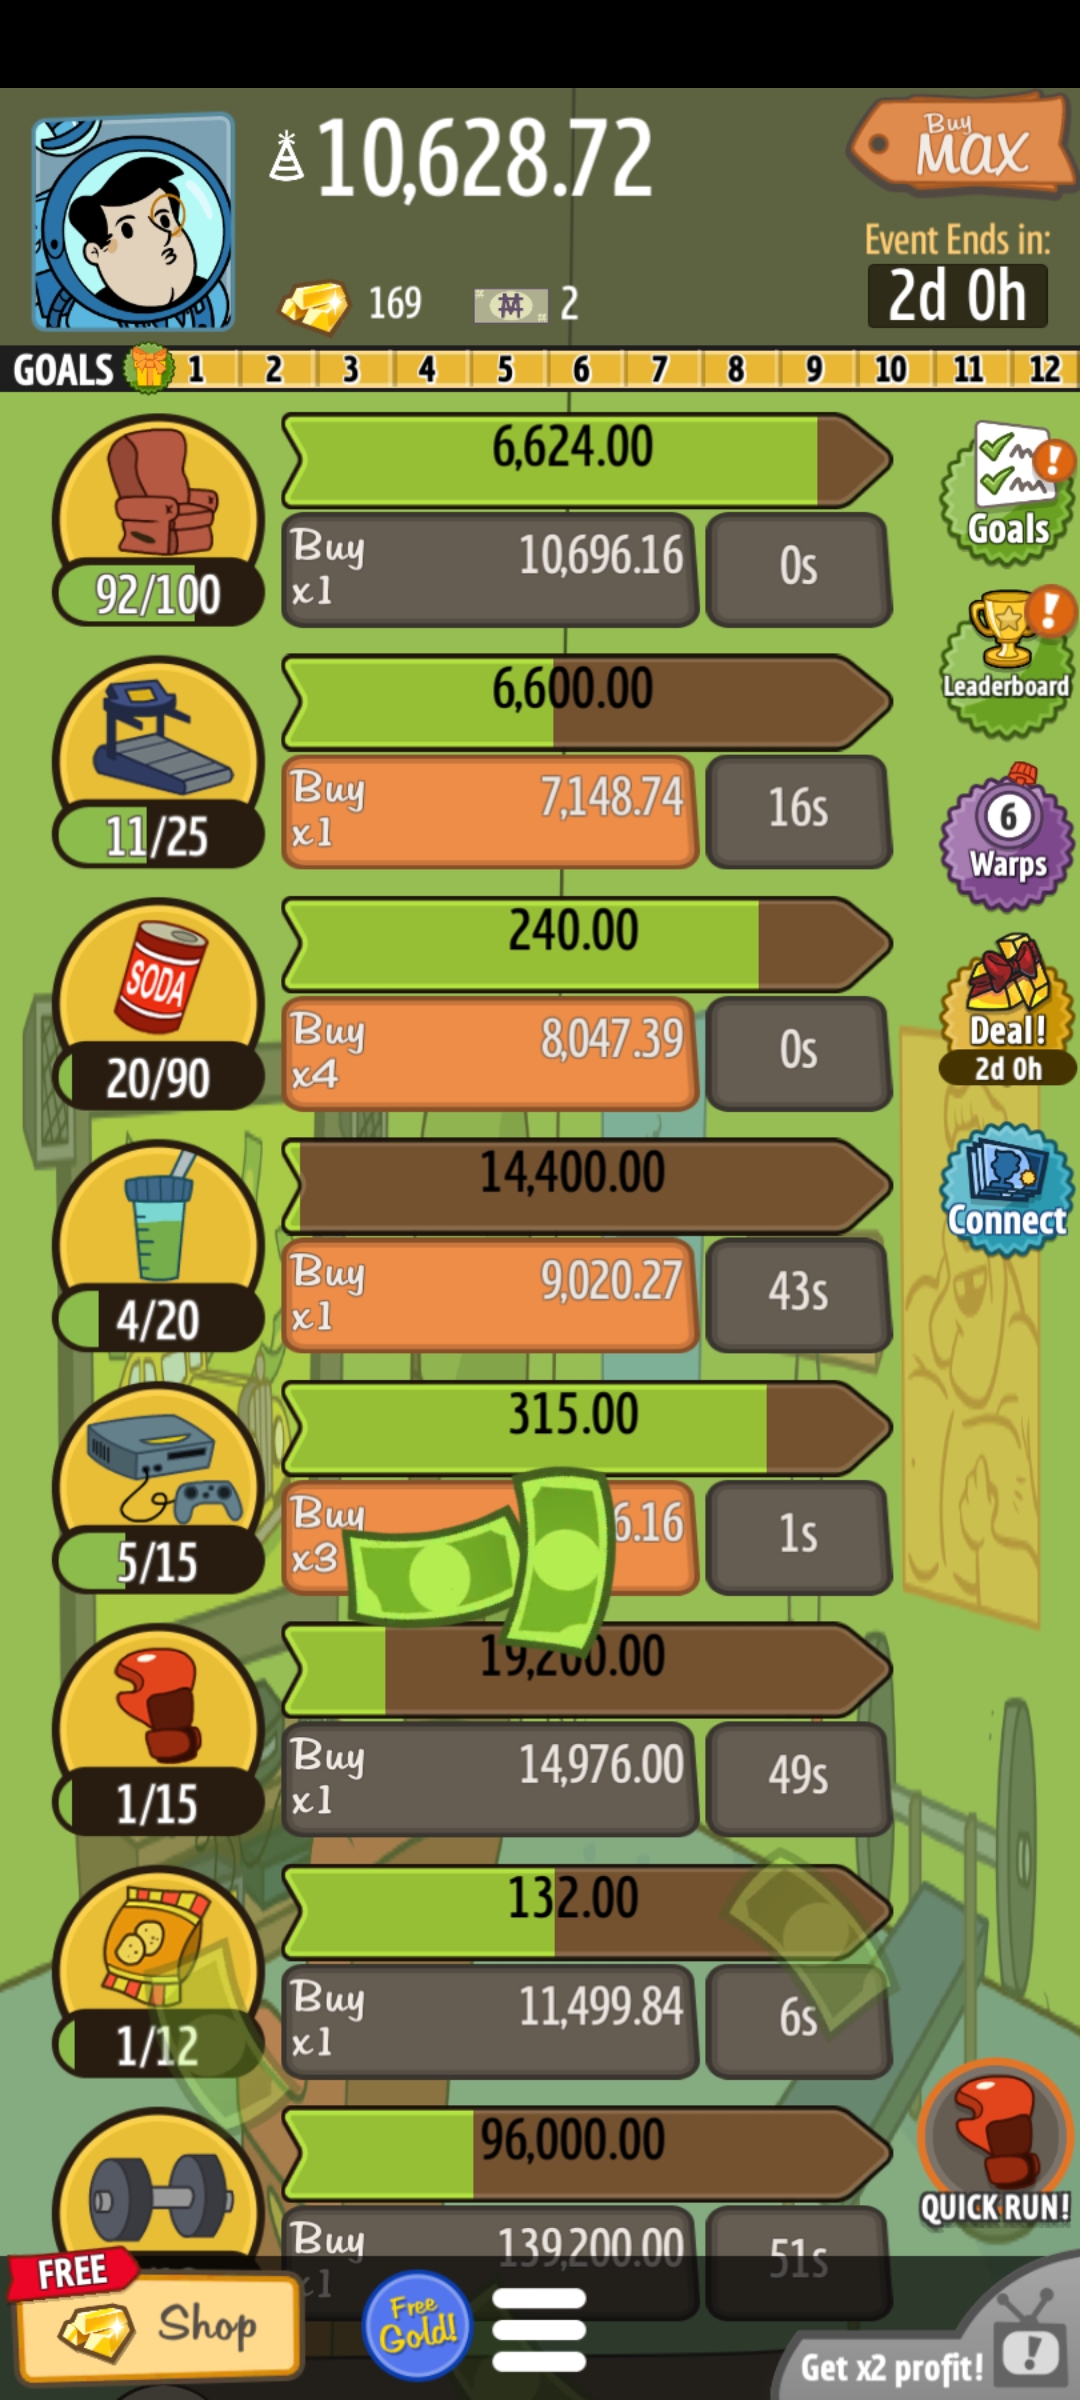 10,628.72
Buy
MAX
Event Ends in:
2d 0h
169
2
GOALS 1 2 3 4 5 6 7 8 9 10 11 12
6,624.00
92/100
Buy
x1
10,696.16
0s
Goals
6,600.00
11/25
Buy
x1
7,148.74
16s
Leaderboard
6
Warps
240.00
SODA
20/90
Buy
x4
8,047.39
0s
Deal!
2d 0h
14,400.00
4/20
Buy
x1
9,020.27
43s
Connect
315.00
5/15
Buy
x3
6.16
1s
19,200.00
1/15
Buy
x1
14,976.00
49s
132.00
1/12
Buy
x1
11,499.84
6s
96,000.00
Buy
x1
139,200.00
51s
QUICK RUN!
FREE
Shop
Free
Gold!
Get x2 profit!